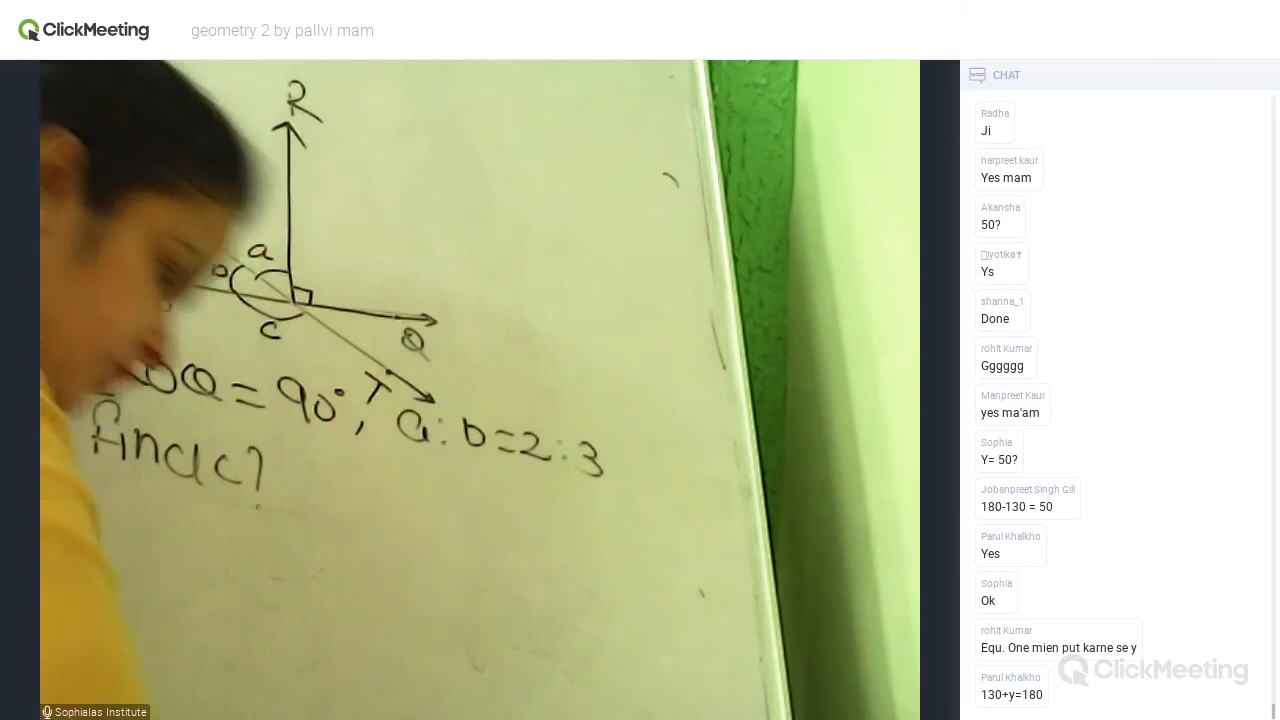 ClickMeeting
geometry 2 by pallvi mam
CHAT
R
a
b
c
Q
T
OQ = 90°, a:b=2:3
Find c?
Radha
Ji
harpreet kaur
Yes mam
Akansha
50?
yotika✝
Ys
shanna_1
Done
rohit Kumar
Gggggg
Manpreet Kaur
yes ma'am
Sophia
Y= 50?
Jobanpreet Singh Gill
180-130 = 50
Parul Khalkho
Yes
Sophia
Ok
rohit Kumar
Equ. One mien put karne se y
Parul Khalkho
130+y=180
ClickMeeting
Sophialas Institute